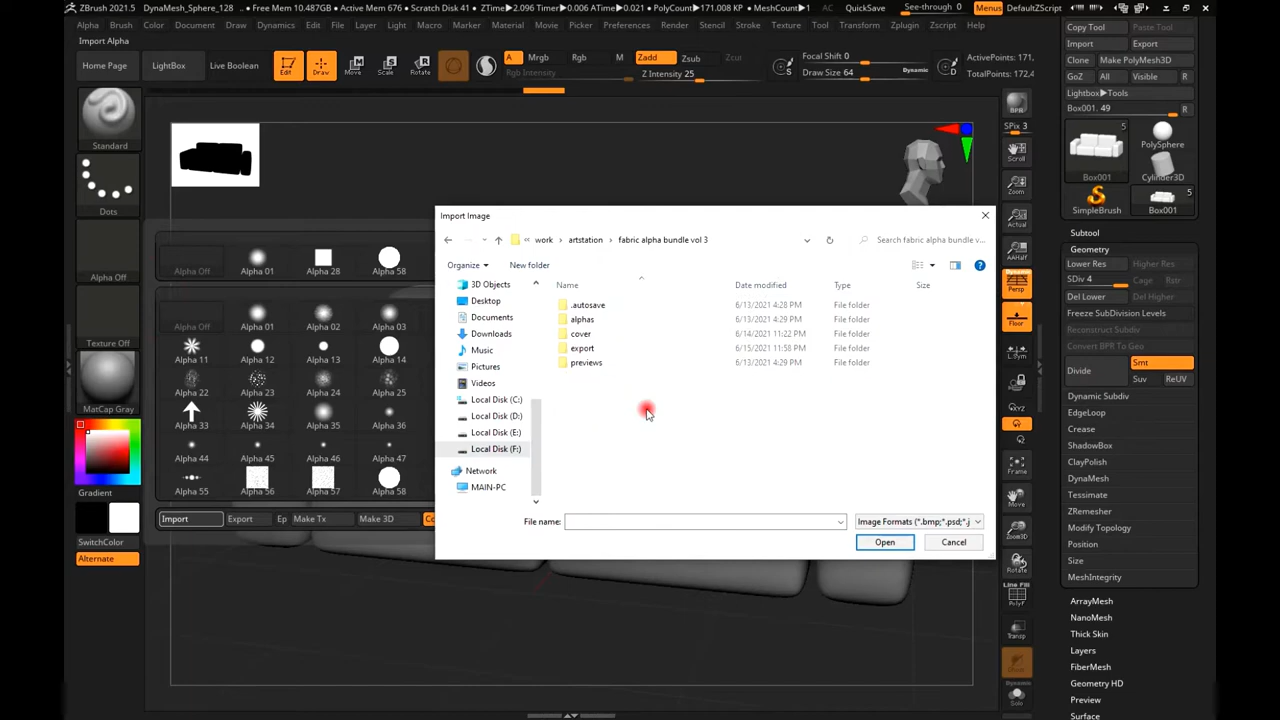 ZBrush 2021.5 DynaMesh_Sphere_128 .. ● Free Mem 10.487GB ● Active Mem 676 ● Scratch Disk 41 ● ZTime▶2.096 Timer▶0.006 ATime▶0.021 ● PolyCount▶171.008 KP ● MeshCount▶1 AC ● QuickSave See-through 0 Menus DefaultZScript
Alpha Brush Color Document Draw Dynamics Edit File Layer Light Macro Marker Material Movie Picker Preferences Render Stencil Stroke Texture Tool Transform Zplugin Zscript Help
Import Alpha
Home Page LightBox Live Boolean Edit Draw Move Scale Rotate A Mrgb Rgb M Zadd Zsub Zcut Focal Shift 0 ActivePoints: 171,
Rgb Intensity Z Intensity 25 S Draw Size 64 Dynamic D TotalPoints: 172,4
Copy Tool Paste Tool
Import Export
Clone Make PolyMesh3D
GoZ All Visible R
Lightbox▶Tools
Box001. 49 R
5
Box001
PolySphere
Cylinder3D
SimpleBrush
5
Box001
Standard
Dots
Alpha Off
Texture Off
MatCap Gray
Gradient
SwitchColor
Alternate
Alpha Off Alpha 01 Alpha 28 Alpha 58
Alpha Off Alpha 01 Alpha 02 Alpha 03
Alpha 11 Alpha 12 Alpha 13 Alpha 14
Alpha 22 Alpha 23 Alpha 24 Alpha 25
Alpha 33 Alpha 34 Alpha 35 Alpha 36
Alpha 44 Alpha 45 Alpha 46 Alpha 47
Alpha 55 Alpha 56 Alpha 57 Alpha 58
Import Export Ep Make Tx Make 3D
Import Image
« work › artstation › fabric alpha bundle vol 3 Search fabric alpha bundle v...
Organize New folder
Name Date modified Type Size
3D Objects
Desktop
Documents
Downloads
Music
Pictures
Videos
Local Disk (C:)
Local Disk (D:)
Local Disk (E:)
Local Disk (F:)
Network
MAIN-PC
.autosave 6/13/2021 4:28 PM File folder
alphas 6/13/2021 4:29 PM File folder
cover 6/14/2021 11:22 PM File folder
export 6/15/2021 11:58 PM File folder
previews 6/13/2021 4:29 PM File folder
File name: Image Formats (*.bmp;*.psd;*.j
Open Cancel
BPR
SPix 3
Scroll
Zoom
Actual
AAHalf
Dynamic
Persp
Floor
L.Sym
XYZ
Frame
Move
Zoom3D
Rotate
Line Fill
PolyF
Transp
Dynamic
Solo
Subtool
Geometry
Lower Res Higher Res
SDiv 4 Cage Rstr
Del Lower Del Higher
Freeze SubDivision Levels
Reconstruct Subdiv
Convert BPR To Geo
Divide Smt
Suv ReUV
Dynamic Subdiv
EdgeLoop
Crease
ShadowBox
ClayPolish
DynaMesh
Tessimate
ZRemesher
Modify Topology
Position
Size
MeshIntegrity
ArrayMesh
NanoMesh
Thick Skin
Layers
FiberMesh
Geometry HD
Preview
Surface